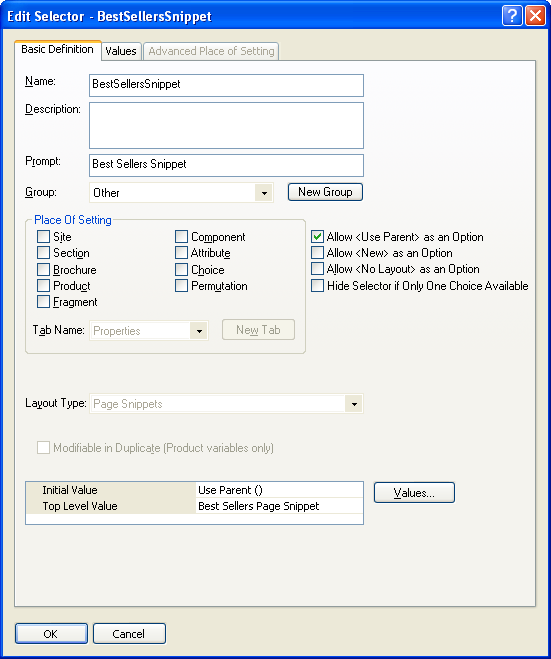 Edit Selector - BestSellersSnippet
Basic Definition Values Advanced Place of Setting
Name: BestSellersSnippet
Description:
Prompt: Best Sellers Snippet
Group: Other New Group
Place Of Setting
Site Component Allow <Use Parent> as an Option
Section Attribute Allow <New> as an Option
Brochure Choice Allow <No Layout> as an Option
Product Permutation Hide Selector if Only One Choice Available
Fragment
Tab Name: Properties New Tab
Layout Type: Page Snippets
Modifiable in Duplicate (Product variables only)
Initial Value Use Parent () Values...
Top Level Value Best Sellers Page Snippet
OK Cancel